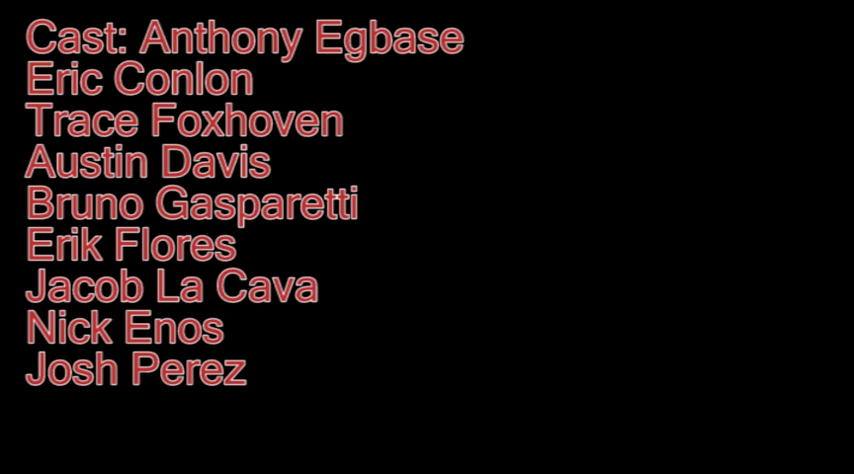 Cast: Anthony Egbase
Eric Conlon
Trace Foxhoven
Austin Davis
Bruno Gasparetti
Erik Flores
Jacob La Cava
Nick Enos
Josh Perez